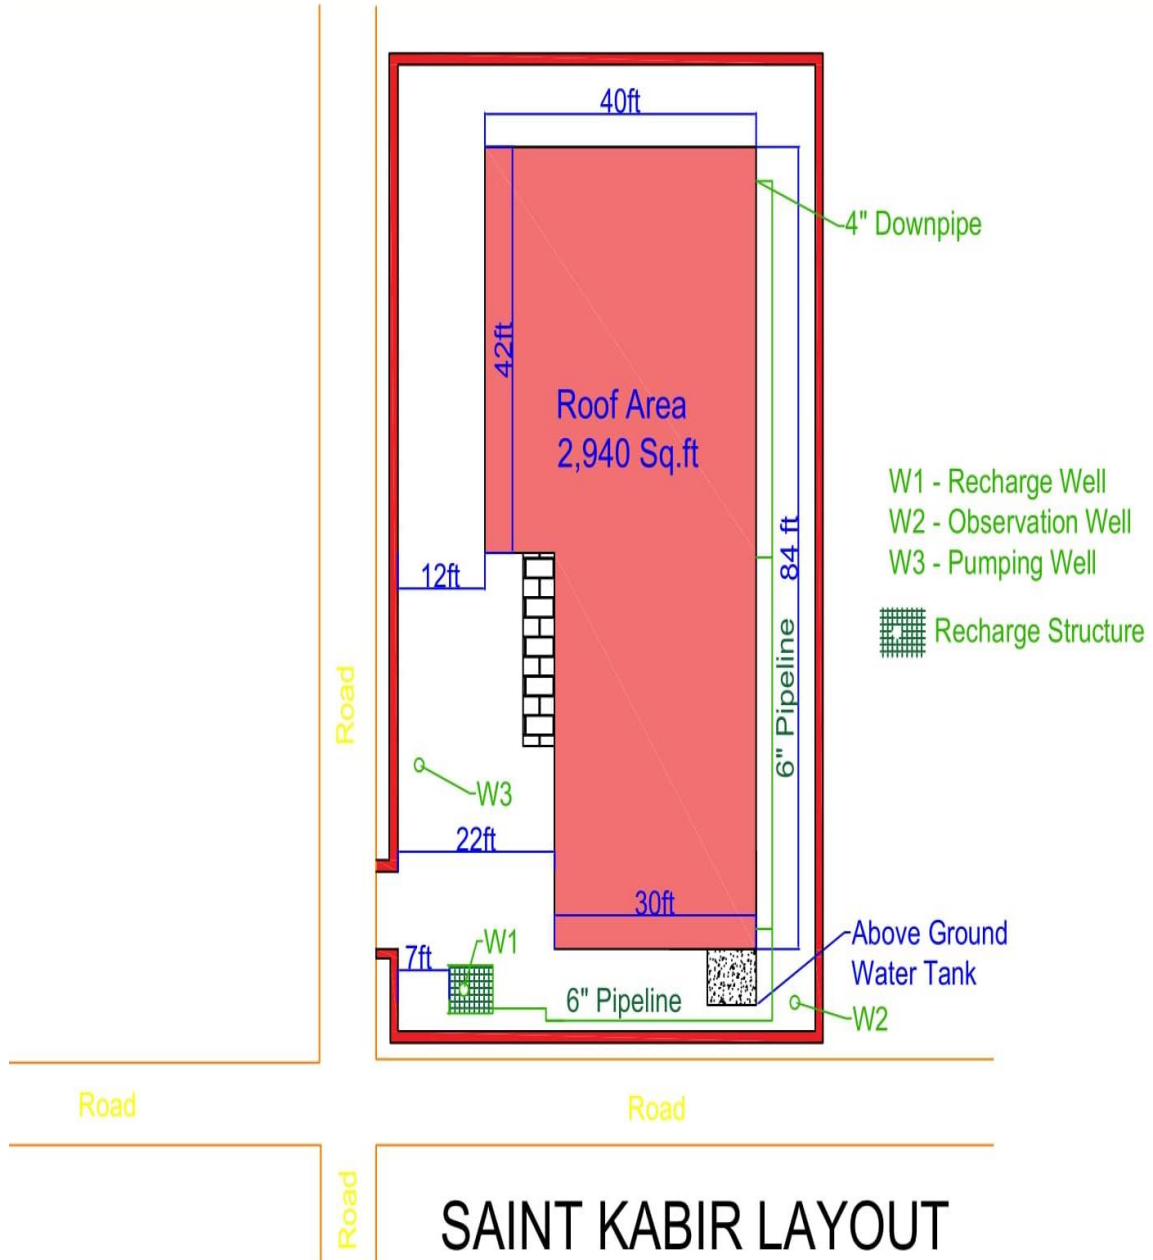 40ft
4" Downpipe
42ft
Roof Area
2,940 Sq.ft
84 ft
W1 - Recharge Well
W2 - Observation Well
W3 - Pumping Well
Recharge Structure
12ft
6" Pipeline
Road
W3
22ft
30ft
W1
7ft
Above Ground
Water Tank
6" Pipeline
W2
Road
Road
Road
SAINT KABIR LAYOUT